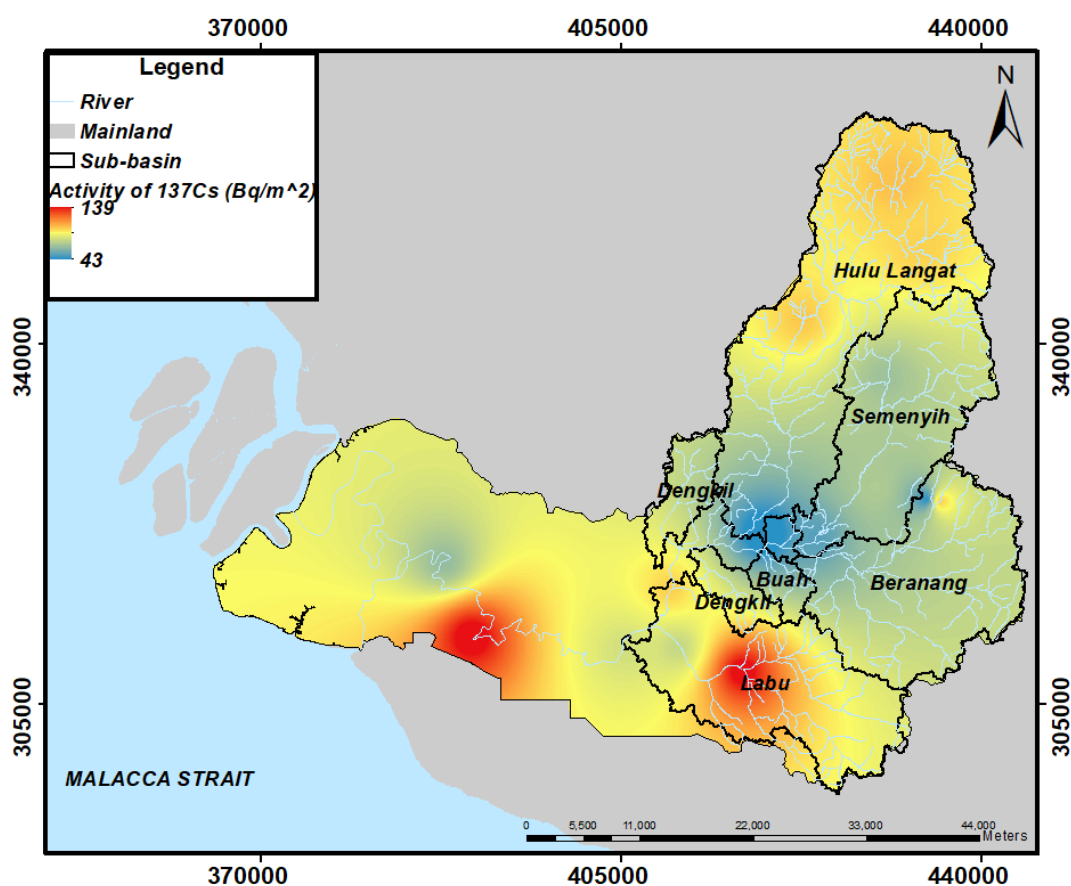 370000 405000 440000
Legend
River
Mainland
Sub-basin
Activity of 137Cs (Bq/m^2)
139
43
N
Hulu Langat
340000 340000
Semenyih
Dengkil
Buah
Beranang
Dengkil
Labu
305000 305000
MALACCA STRAIT
0 5,500 11,000 22,000 33,000 44,000
Meters
370000 405000 440000